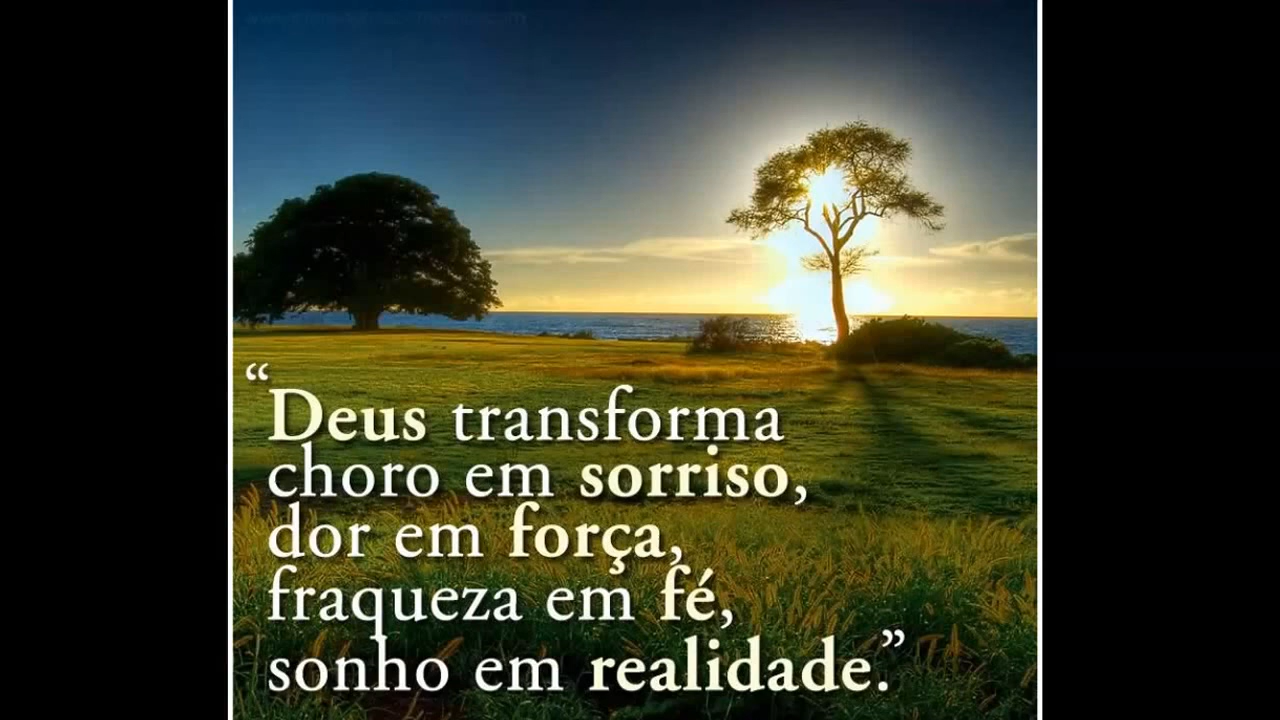 “Deus transforma
choro em sorriso,
dor em força,
fraqueza em fé,
sonho em realidade.”